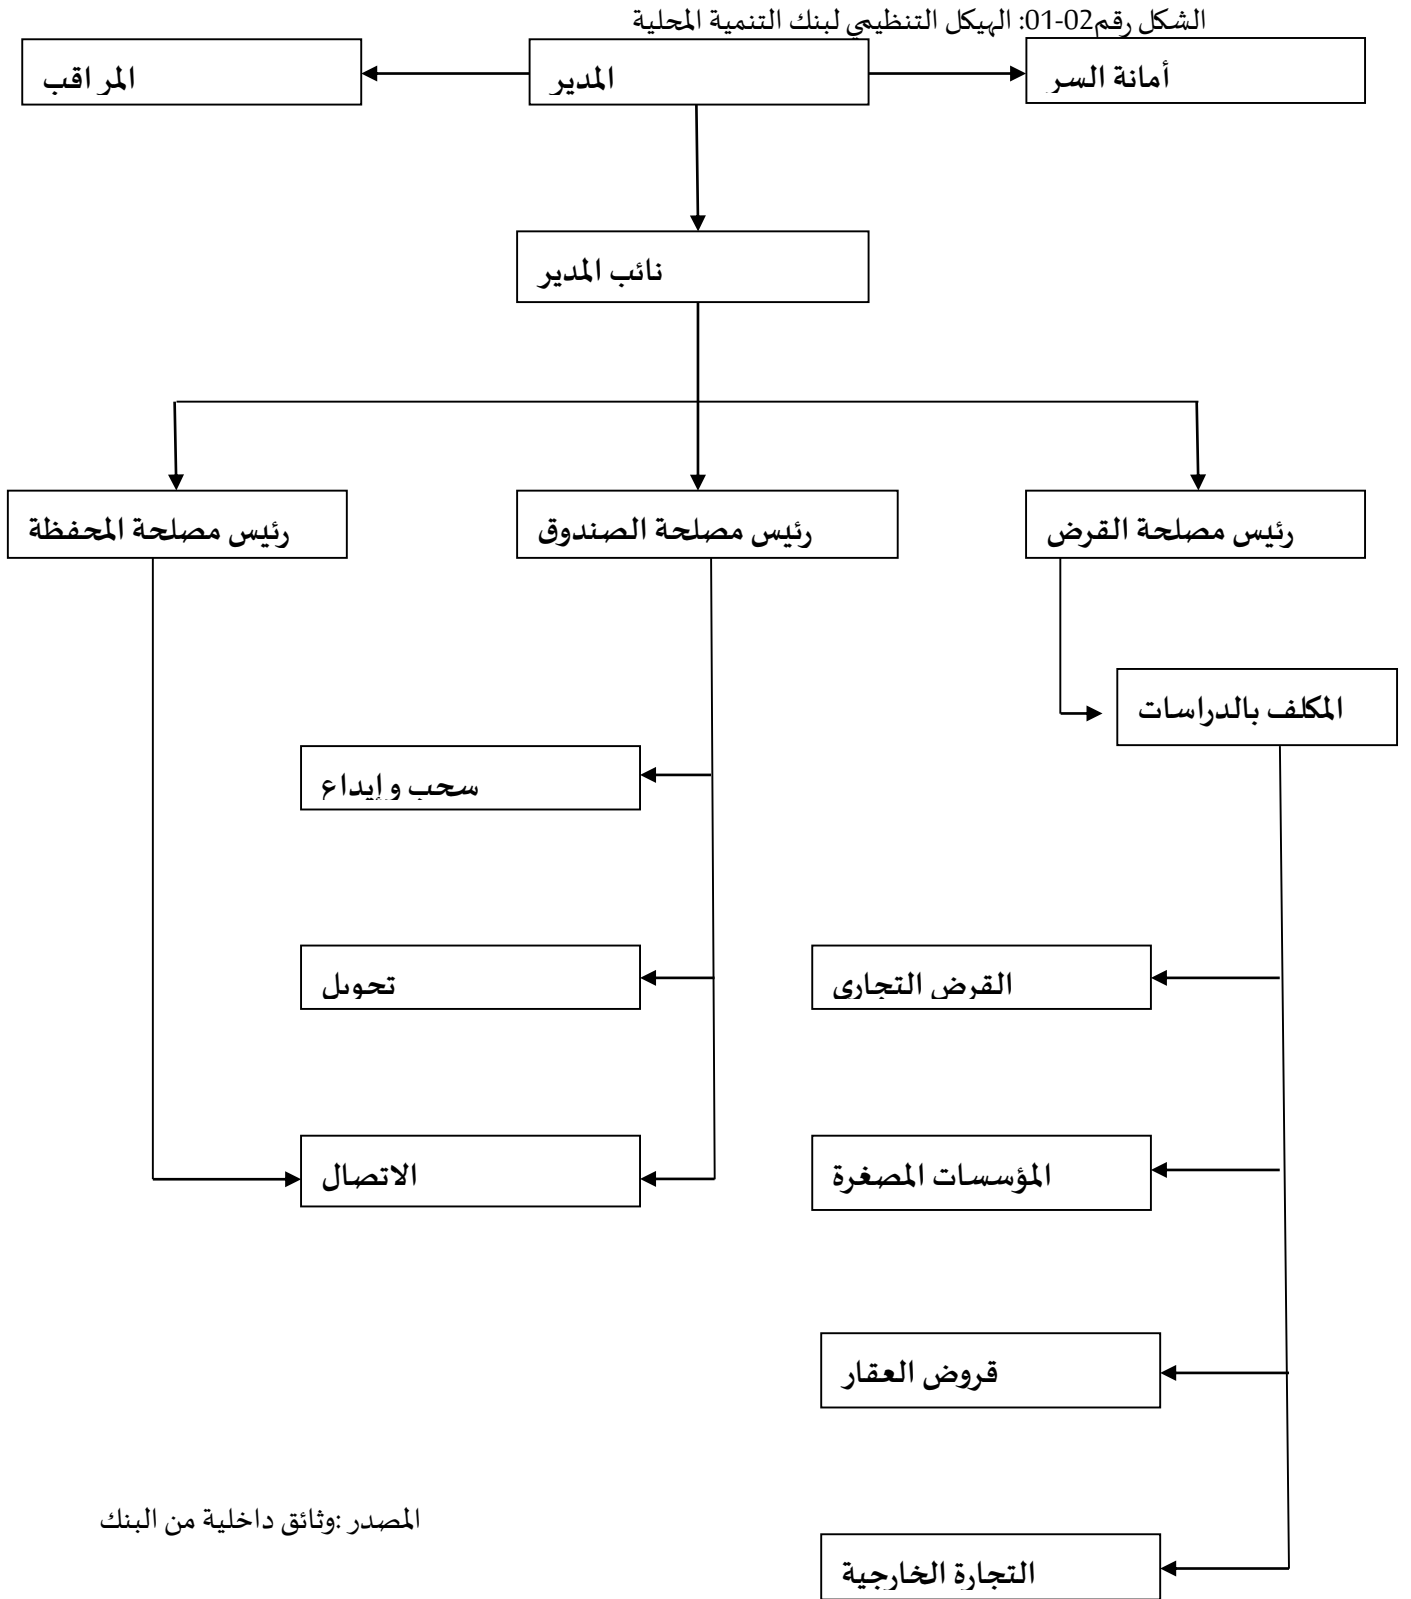 الشكل رقم02-01: الهيكل التنظيمي لبنك التنمية المحلية
أمانة السر
المدير
المراقب
نائب المدير
رئيس مصلحة القرض
رئيس مصلحة الصندوق
رئيس مصلحة المحفظة
المكلف بالدراسات
سحب وإيداع
القرض التجاري
تحويل
المؤسسات المصغرة
الاتصال
قروض العقار
التجارة الخارجية
المصدر :وثائق داخلية من البنك